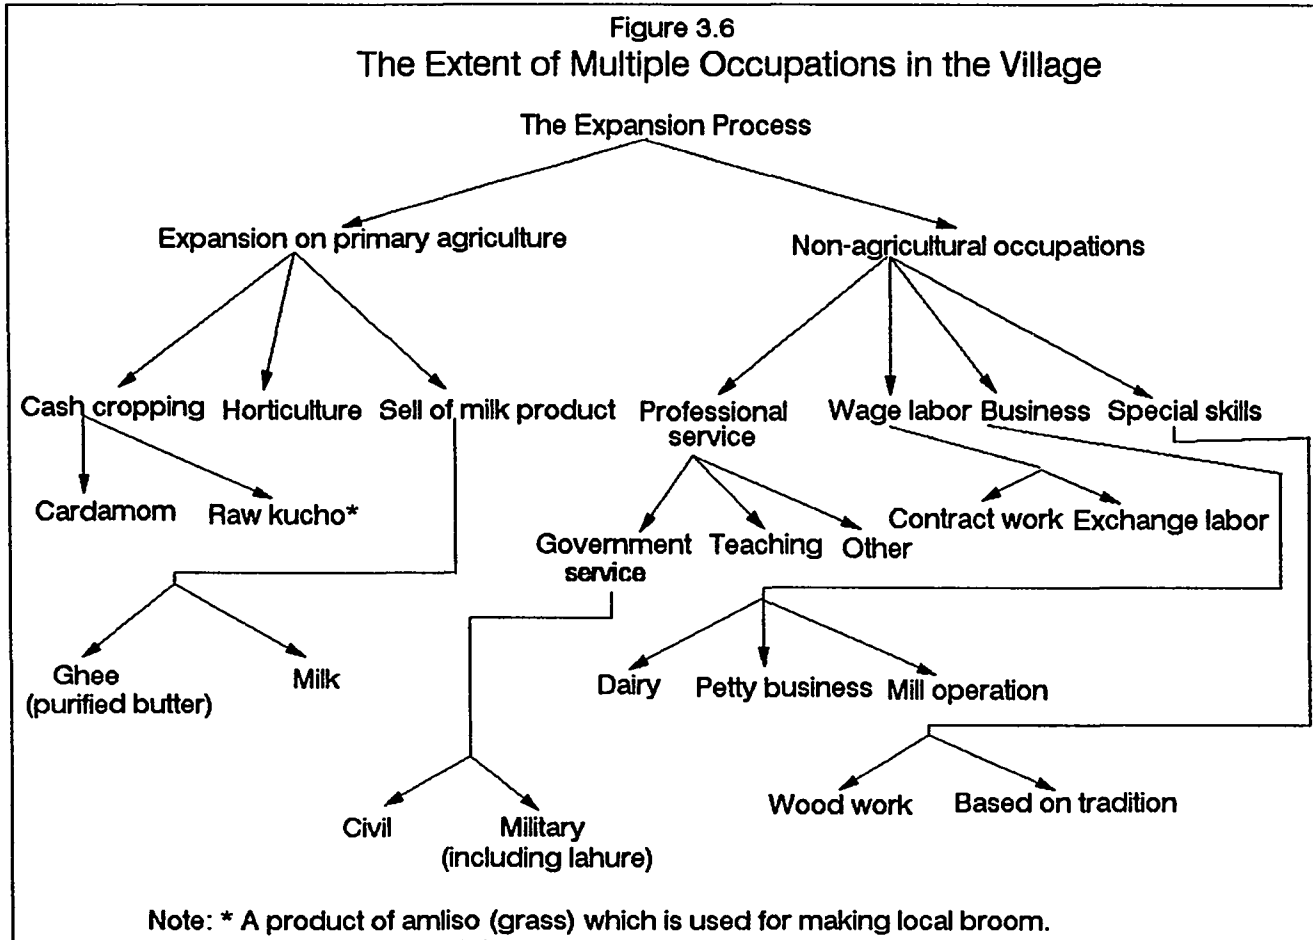 Figure 3.6
The Extent of Multiple Occupations in the Village
The Expansion Process
Expansion on primary agriculture
Non-agricultural occupations
Cash cropping
Horticulture
Sell of milk product
Professional
service
Wage labor
Business
Special skills
Cardamom
Raw kucho*
Contract work
Exchange labor
Government
service
Teaching
Other
Ghee
(purified butter)
Milk
Dairy
Petty business
Mill operation
Wood work
Based on tradition
Civil
Military
(including lahure)
Note: * A product of amliso (grass) which is used for making local broom.